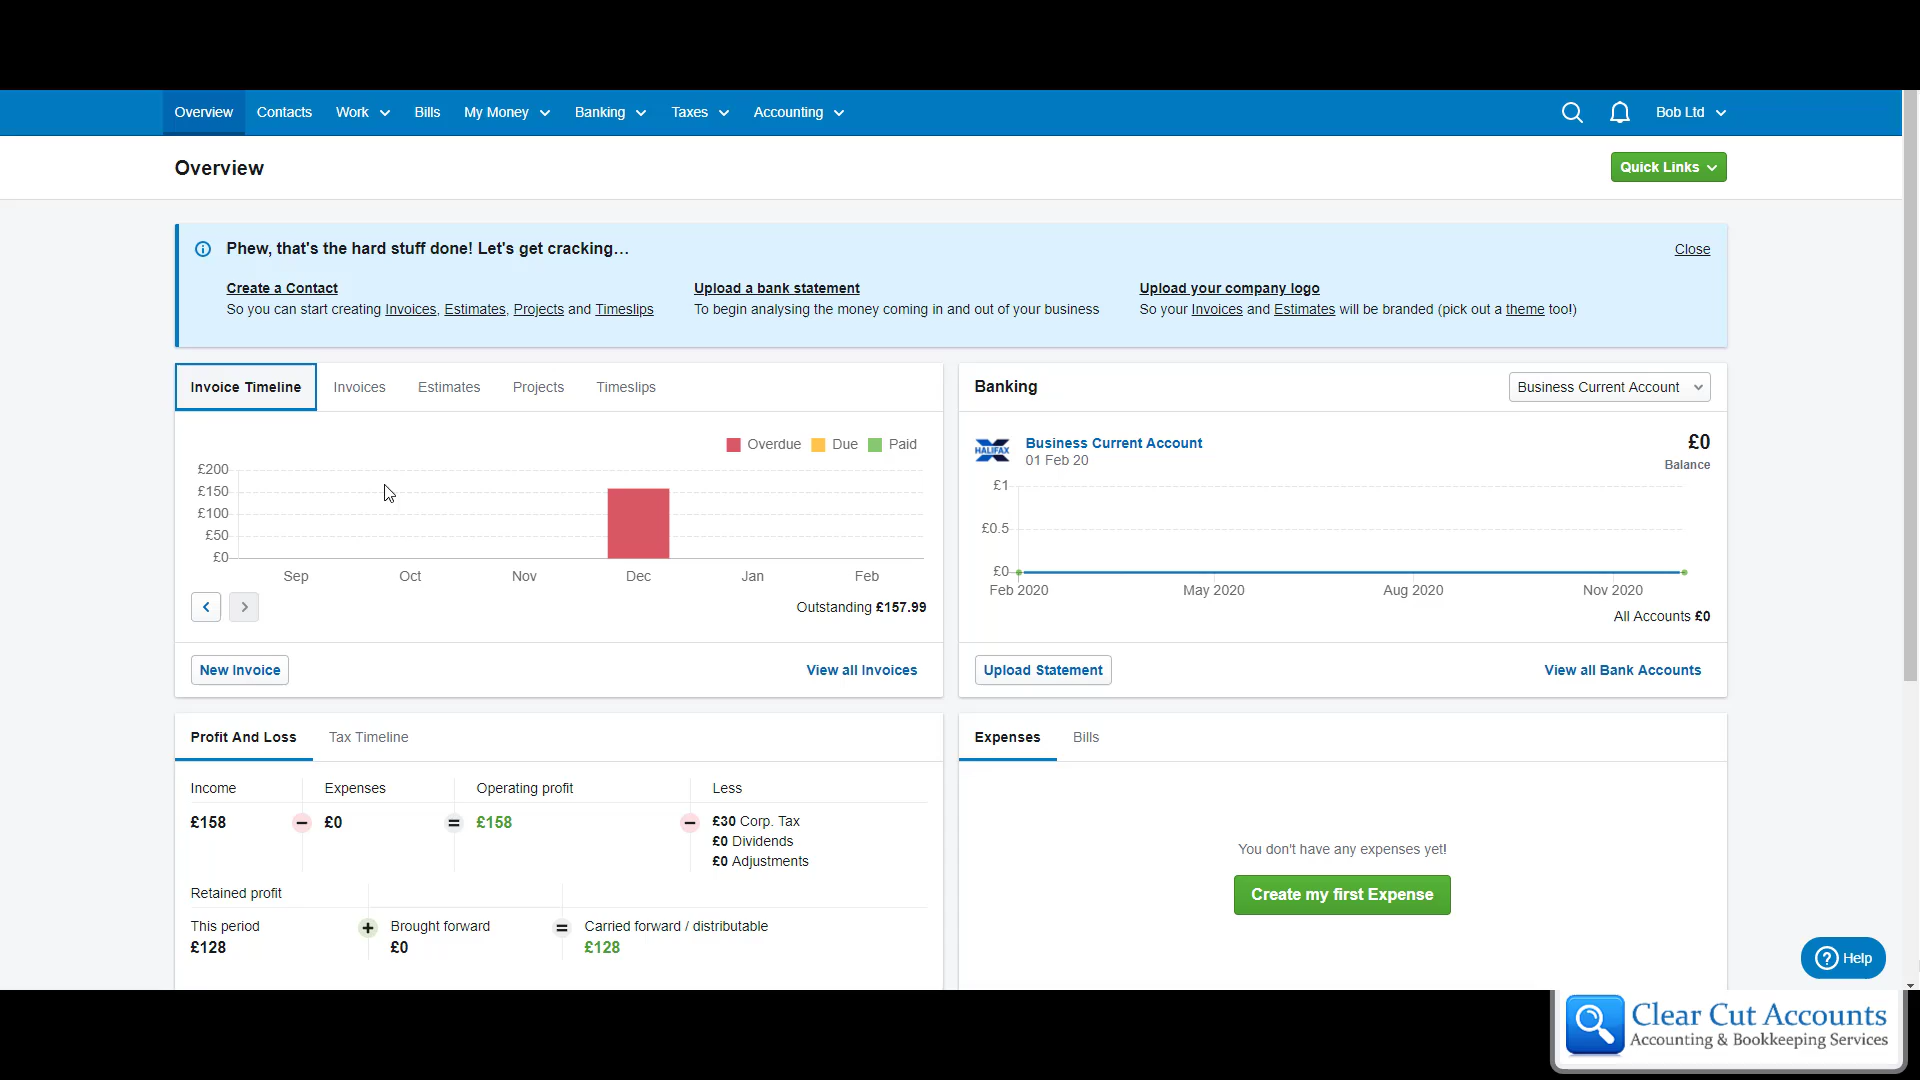 Overview Contacts Work Bills My Money Banking Taxes Accounting Bob Ltd
Overview
Quick Links
Phew, that's the hard stuff done! Let's get cracking…
Close
Create a Contact
So you can start creating Invoices, Estimates, Projects and Timeslips
Upload a bank statement
To begin analysing the money coming in and out of your business
Upload your company logo
So your Invoices and Estimates will be branded (pick out a theme too!)
Invoice Timeline Invoices Estimates Projects Timeslips
Overdue Due Paid
£200
£150
£100
£50
£0
Sep Oct Nov Dec Jan Feb
Outstanding £157.99
New Invoice View all Invoices
Banking Business Current Account
HALIFAX
Business Current Account
01 Feb 20
£0
Balance
£1
£0.5
£0
Feb 2020 May 2020 Aug 2020 Nov 2020
All Accounts £0
Upload Statement View all Bank Accounts
Profit And Loss Tax Timeline
Income Expenses Operating profit Less
£158 − £0 = £158 − £30 Corp. Tax
£0 Dividends
£0 Adjustments
Retained profit
This period + Brought forward = Carried forward / distributable
£128 £0 £128
Expenses Bills
You don't have any expenses yet!
Create my first Expense
? Help
Clear Cut Accounts
Accounting & Bookkeeping Services